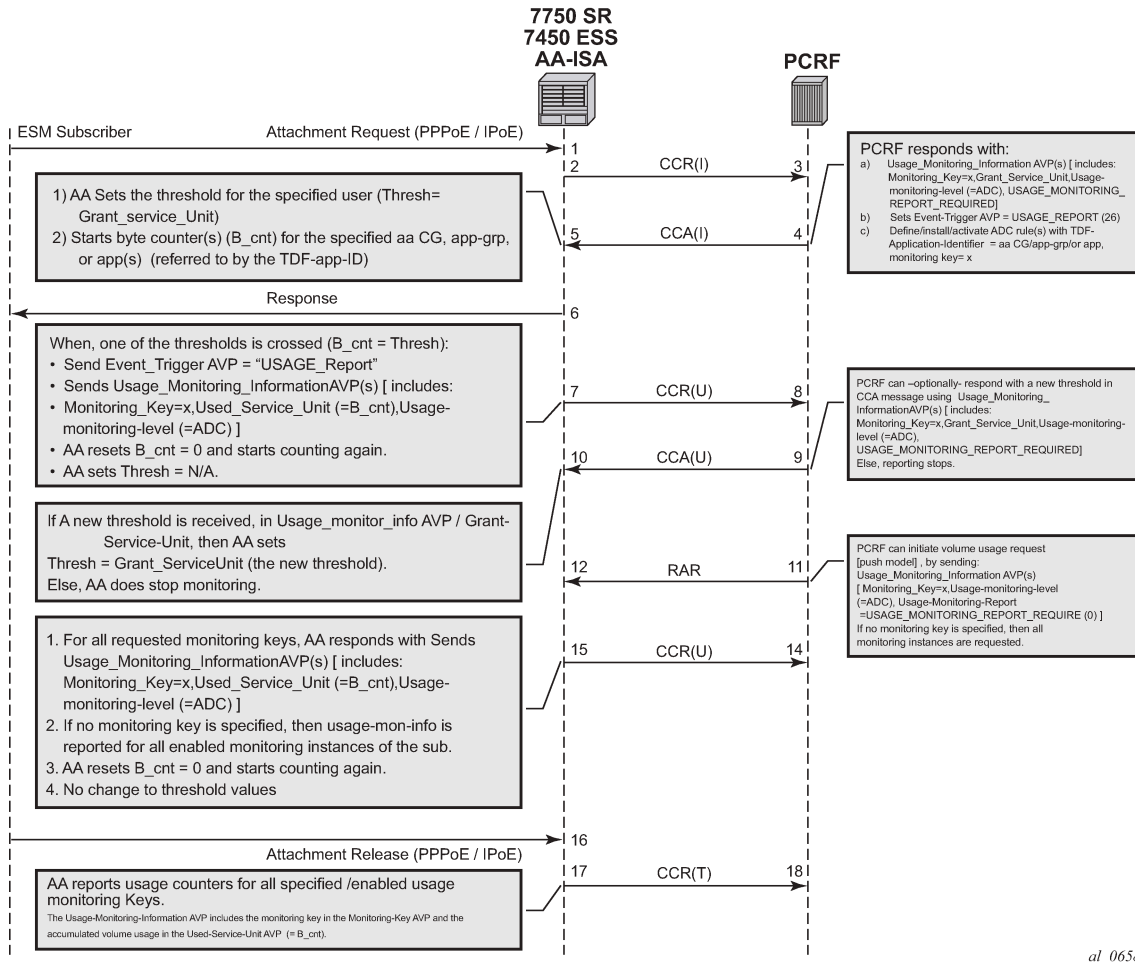 7750 SR
7450 ESS
AA-ISA
PCRF
ESM Subscriber
Attachment Request (PPPoE / IPoE)
1
2
CCR(I)
3
PCRF responds with:
a) Usage_Monitoring_Information AVP(s) [ includes:
Monitoring_Key=x,Grant_Service_Unit,Usage-
monitoring-level (=ADC), USAGE_MONITORING_
REPORT_REQUIRED]
b) Sets Event-Trigger AVP = USAGE_REPORT (26)
c) Define/install/activate ADC rule(s) with TDF-
Application-Identifier = aa CG/app-grp/or app,
monitoring key= x
1) AA Sets the threshold for the specified user (Thresh=
Grant_service_Unit)
2) Starts byte counter(s) (B_cnt) for the specified aa CG, app-grp,
or app(s) (referred to by the TDF-app-ID)
5
CCA(I)
4
Response
6
When, one of the thresholds is crossed (B_cnt = Thresh):
• Send Event_Trigger AVP = “USAGE_Report”
• Sends Usage_Monitoring_InformationAVP(s) [ includes:
• Monitoring_Key=x,Used_Service_Unit (=B_cnt),Usage-
monitoring-level (=ADC) ]
• AA resets B_cnt = 0 and starts counting again.
• AA sets Thresh = N/A.
7
CCR(U)
8
PCRF can –optionally- respond with a new threshold in
CCA message using Usage_Monitoring_
InformationAVP(s) [ includes:
Monitoring_Key=x,Grant_Service_Unit,Usage-monitoring-
level (=ADC),
USAGE_MONITORING_REPORT_REQUIRED]
Else, reporting stops.
10
CCA(U)
9
If A new threshold is received, in Usage_monitor_info AVP / Grant-
Service-Unit, then AA sets
Thresh = Grant_ServiceUnit (the new threshold).
Else, AA does stop monitoring.
12
RAR
11
PCRF can initiate volume usage request
[push model] , by sending:
Usage_Monitoring_Information AVP(s)
[ Monitoring_Key=x,Usage-monitoring-level
(=ADC), Usage-Monitoring-Report
=USAGE_MONITORING_REPORT_REQUIRE (0) ]
If no monitoring key is specified, then all
monitoring instances are requested.
1. For all requested monitoring keys, AA responds with Sends
Usage_Monitoring_InformationAVP(s) [ includes:
Monitoring_Key=x,Used_Service_Unit (=B_cnt),Usage-
monitoring-level (=ADC) ]
2. If no monitoring key is specified, then usage-mon-info is
reported for all enabled monitoring instances of the sub.
3. AA resets B_cnt = 0 and starts counting again.
4. No change to threshold values
15
CCR(U)
14
16
Attachment Release (PPPoE / IPoE)
17
CCR(T)
18
AA reports usage counters for all specified /enabled usage
monitoring Keys.
The Usage-Monitoring-Information AVP includes the monitoring key in the Monitoring-Key AVP and the
accumulated volume usage in the Used-Service-Unit AVP (= B_cnt).
al_065